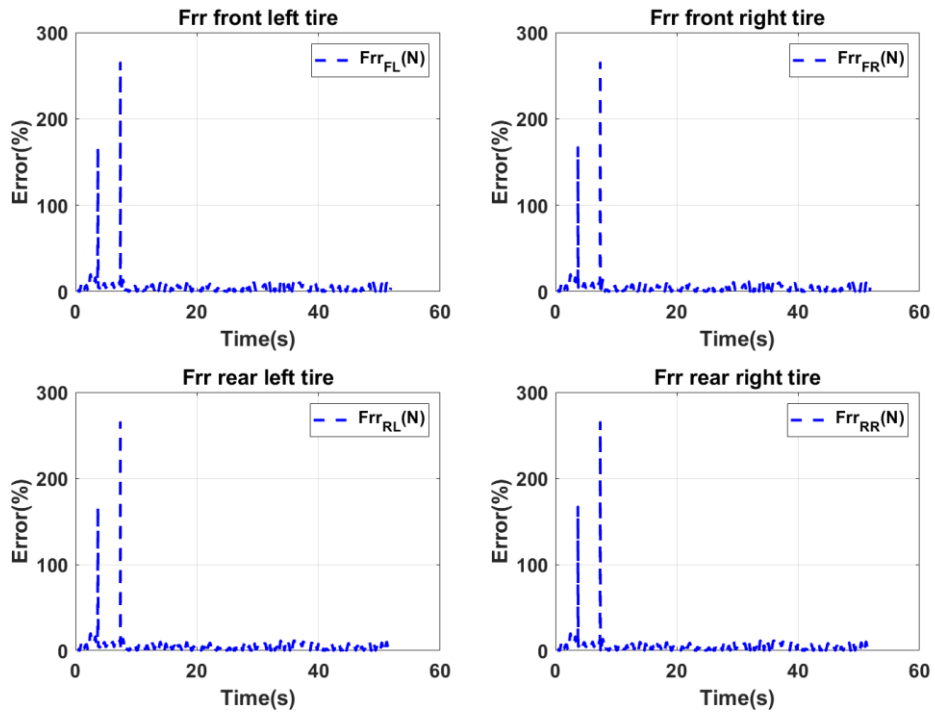 Frr front left tire
300
200
100
0
Error(%)
Frr_FL(N)
0 20 40 60
Time(s)
Frr front right tire
300
200
100
0
Error(%)
Frr_FR(N)
0 20 40 60
Time(s)
Frr rear left tire
300
200
100
0
Error(%)
Frr_RL(N)
0 20 40 60
Time(s)
Frr rear right tire
300
200
100
0
Error(%)
Frr_RR(N)
0 20 40 60
Time(s)